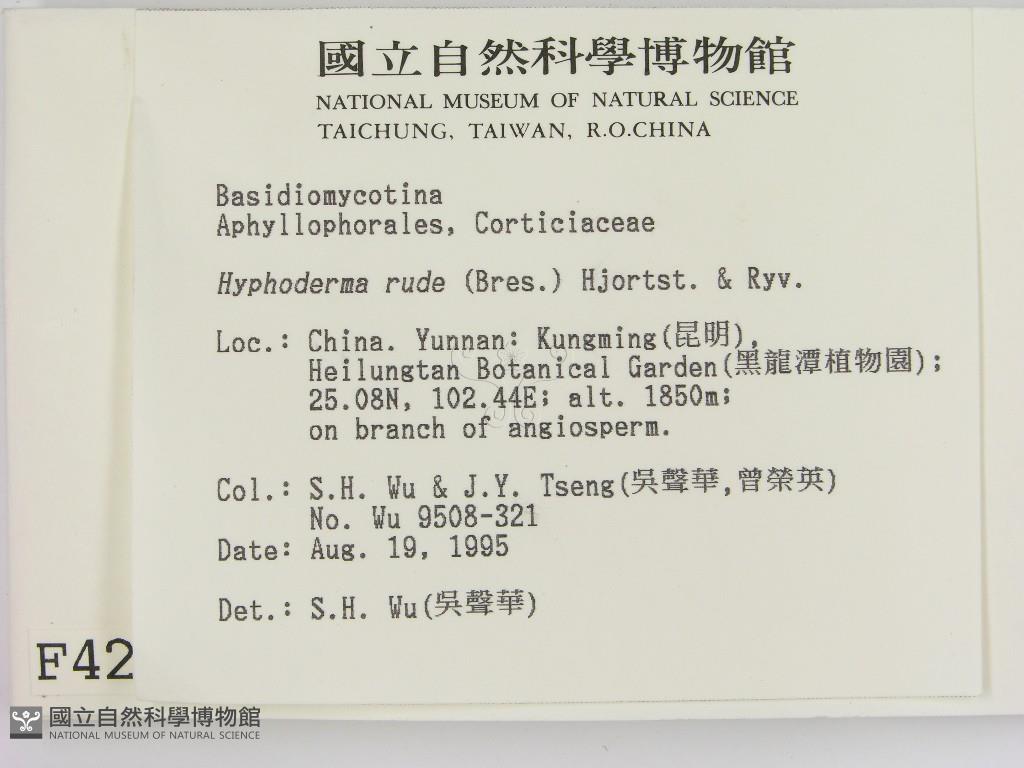 國立自然科學博物館
NATIONAL MUSEUM OF NATURAL SCIENCE
TAICHUNG, TAIWAN, R.O.CHINA
Basidiomycotina
Aphyllophorales, Corticiaceae
Hyphoderma rude (Bres.) Hjortst. & Ryv.
Loc.: China. Yunnan: Kungming(昆明),
Heilungtan Botanical Garden(黑龍潭植物園);
25.08N, 102.44E; alt. 1850m;
on branch of angiosperm.
Col.: S.H. Wu & J.Y. Tseng(吳聲華,曾榮英)
No. Wu 9508-321
Date: Aug. 19, 1995
Det.: S.H. Wu(吳聲華)
F42
國立自然科學博物館
NATIONAL MUSEUM OF NATURAL SCIENCE